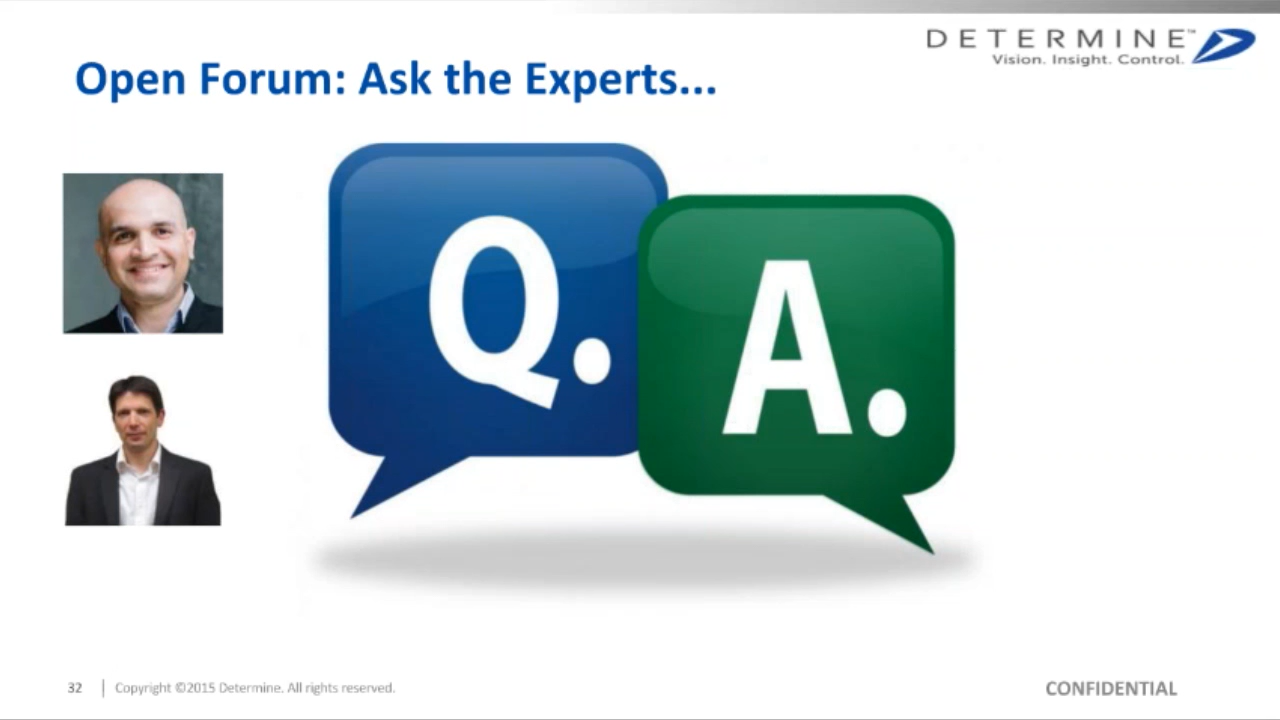 DETERMINE™
Vision. Insight. Control.
Open Forum: Ask the Experts...
Q.
A.
32
Copyright ©2015 Determine. All rights reserved.
CONFIDENTIAL